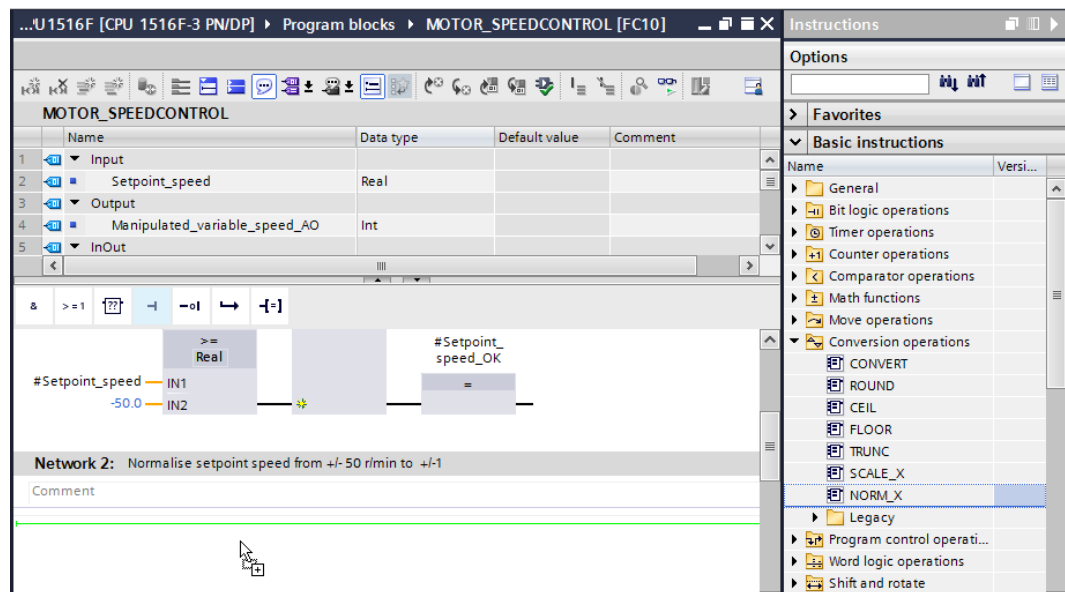 ...'U1516F [CPU 1516F-3 PN/DP] Program blocks MOTOR_SPEEDCONTROL [FC10]
Instructions
Options
MOTOR_SPEEDCONTROL
Name Data type Default value Comment
1 Input
2 Setpoint_speed Real
3 Output
4 Manipulated_variable_speed_AO Int
5 InOut
& >=1 ??
>=
Real
#Setpoint_speed IN1
-50.0 IN2
#Setpoint_
speed_OK
=
Network 2: Normalise setpoint speed from +/- 50 r/min to +/-1
Comment
Favorites
Basic instructions
Name Versi...
General
Bit logic operations
Timer operations
Counter operations
Comparator operations
Math functions
Move operations
Conversion operations
CONVERT
ROUND
CEIL
FLOOR
TRUNC
SCALE_X
NORM_X
Legacy
Program control operati...
Word logic operations
Shift and rotate